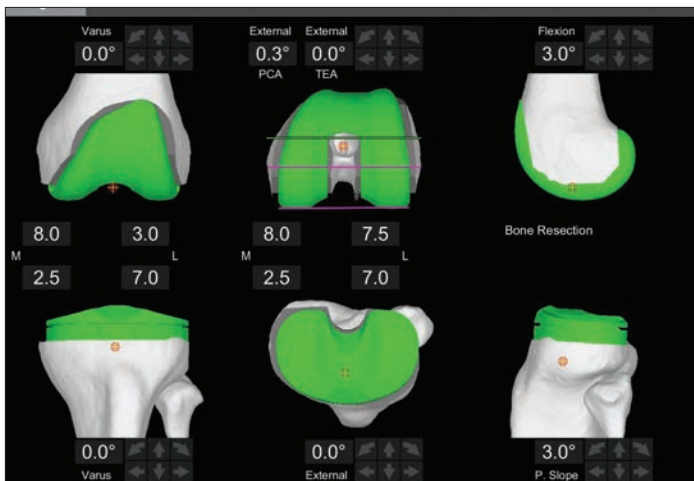 Varus
0.0°
External External
0.3° 0.0°
PCA TEA
Flexion
3.0°
8.0 3.0
M L
2.5 7.0
8.0 7.5
M L
2.5 7.0
Bone Resection
0.0°
Varus
0.0°
External
3.0°
P. Slope